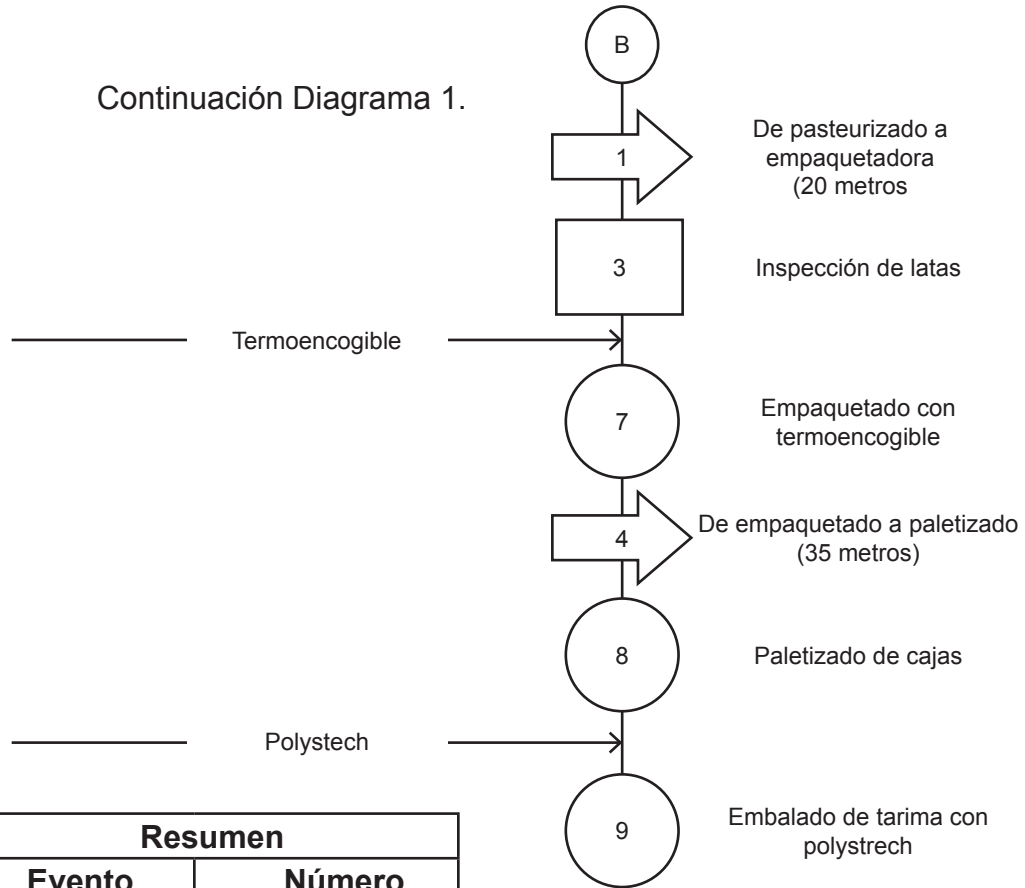 B
Continuación Diagrama 1.
1
De pasteurizado a
empaquetadora
(20 metros
3
Inspección de latas
Termoencogible
7
Empaquetado con
termoencogible
4
De empaquetado a paletizado
(35 metros)
8
Paletizado de cajas
Polystech
9
Embalado de tarima con
polystrech
Resumen
Evento
Número